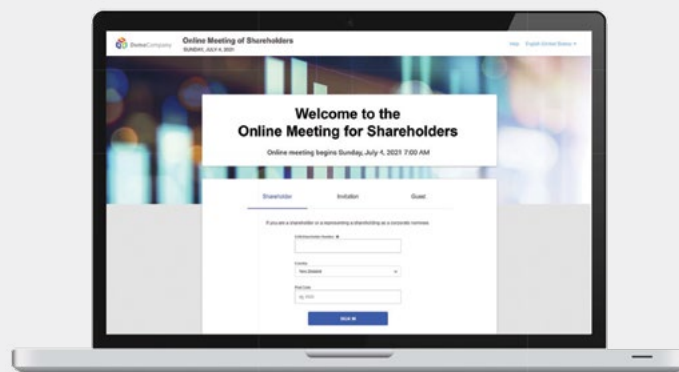 DemoCompany
Online Meeting of Shareholders
SUNDAY, JULY 4, 2021
Help
English (United States)
Welcome to the
Online Meeting for Shareholders
Online meeting begins Sunday, July 4, 2021 7:00 AM
Shareholder
Invitation
Guest
If you are a shareholder or a representing a shareholding as a corporate nominee.
Country
New Zealand
Post Code
SIGN IN